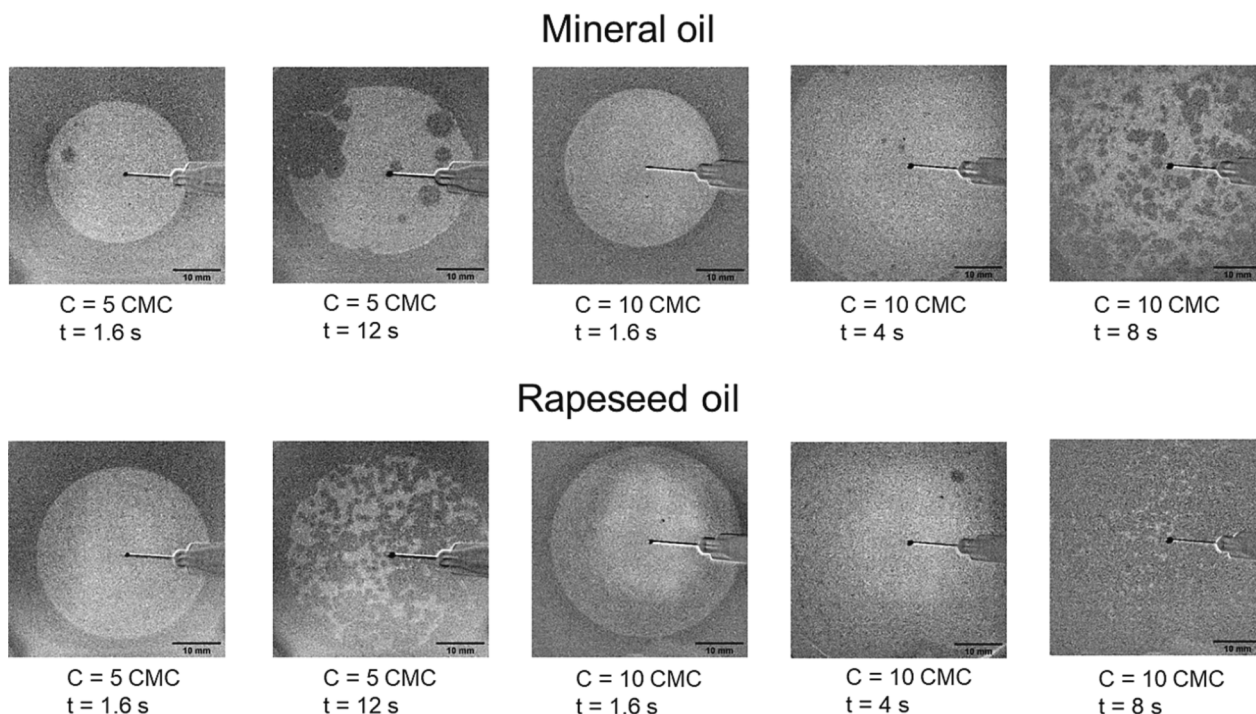 Mineral oil
10 mm
10 mm
10 mm
10 mm
10 mm
C = 5 CMC
t = 1.6 s
C = 5 CMC
t = 12 s
C = 10 CMC
t = 1.6 s
C = 10 CMC
t = 4 s
C = 10 CMC
t = 8 s
Rapeseed oil
10 mm
10 mm
10 mm
10 mm
10 mm
C = 5 CMC
t = 1.6 s
C = 5 CMC
t = 12 s
C = 10 CMC
t = 1.6 s
C = 10 CMC
t = 4 s
C = 10 CMC
t = 8 s